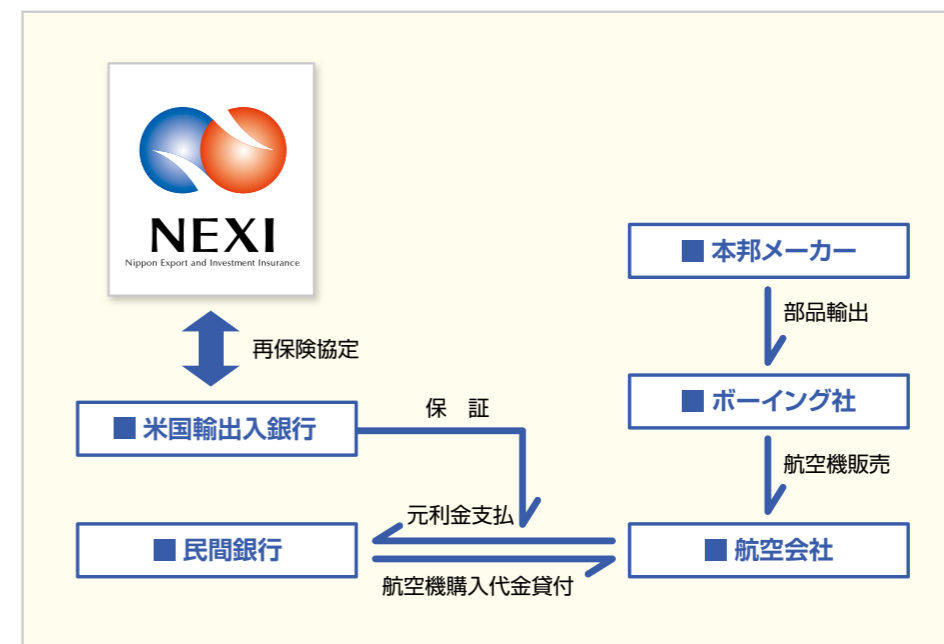 NEXI
Nippon Export and Investment Insurance
■ 本邦メーカー
部品輸出
再保険協定
■ 米国輸出入銀行
保　証
■ ボーイング社
航空機販売
元利金支払
■ 民間銀行
■ 航空会社
航空機購入代金貸付